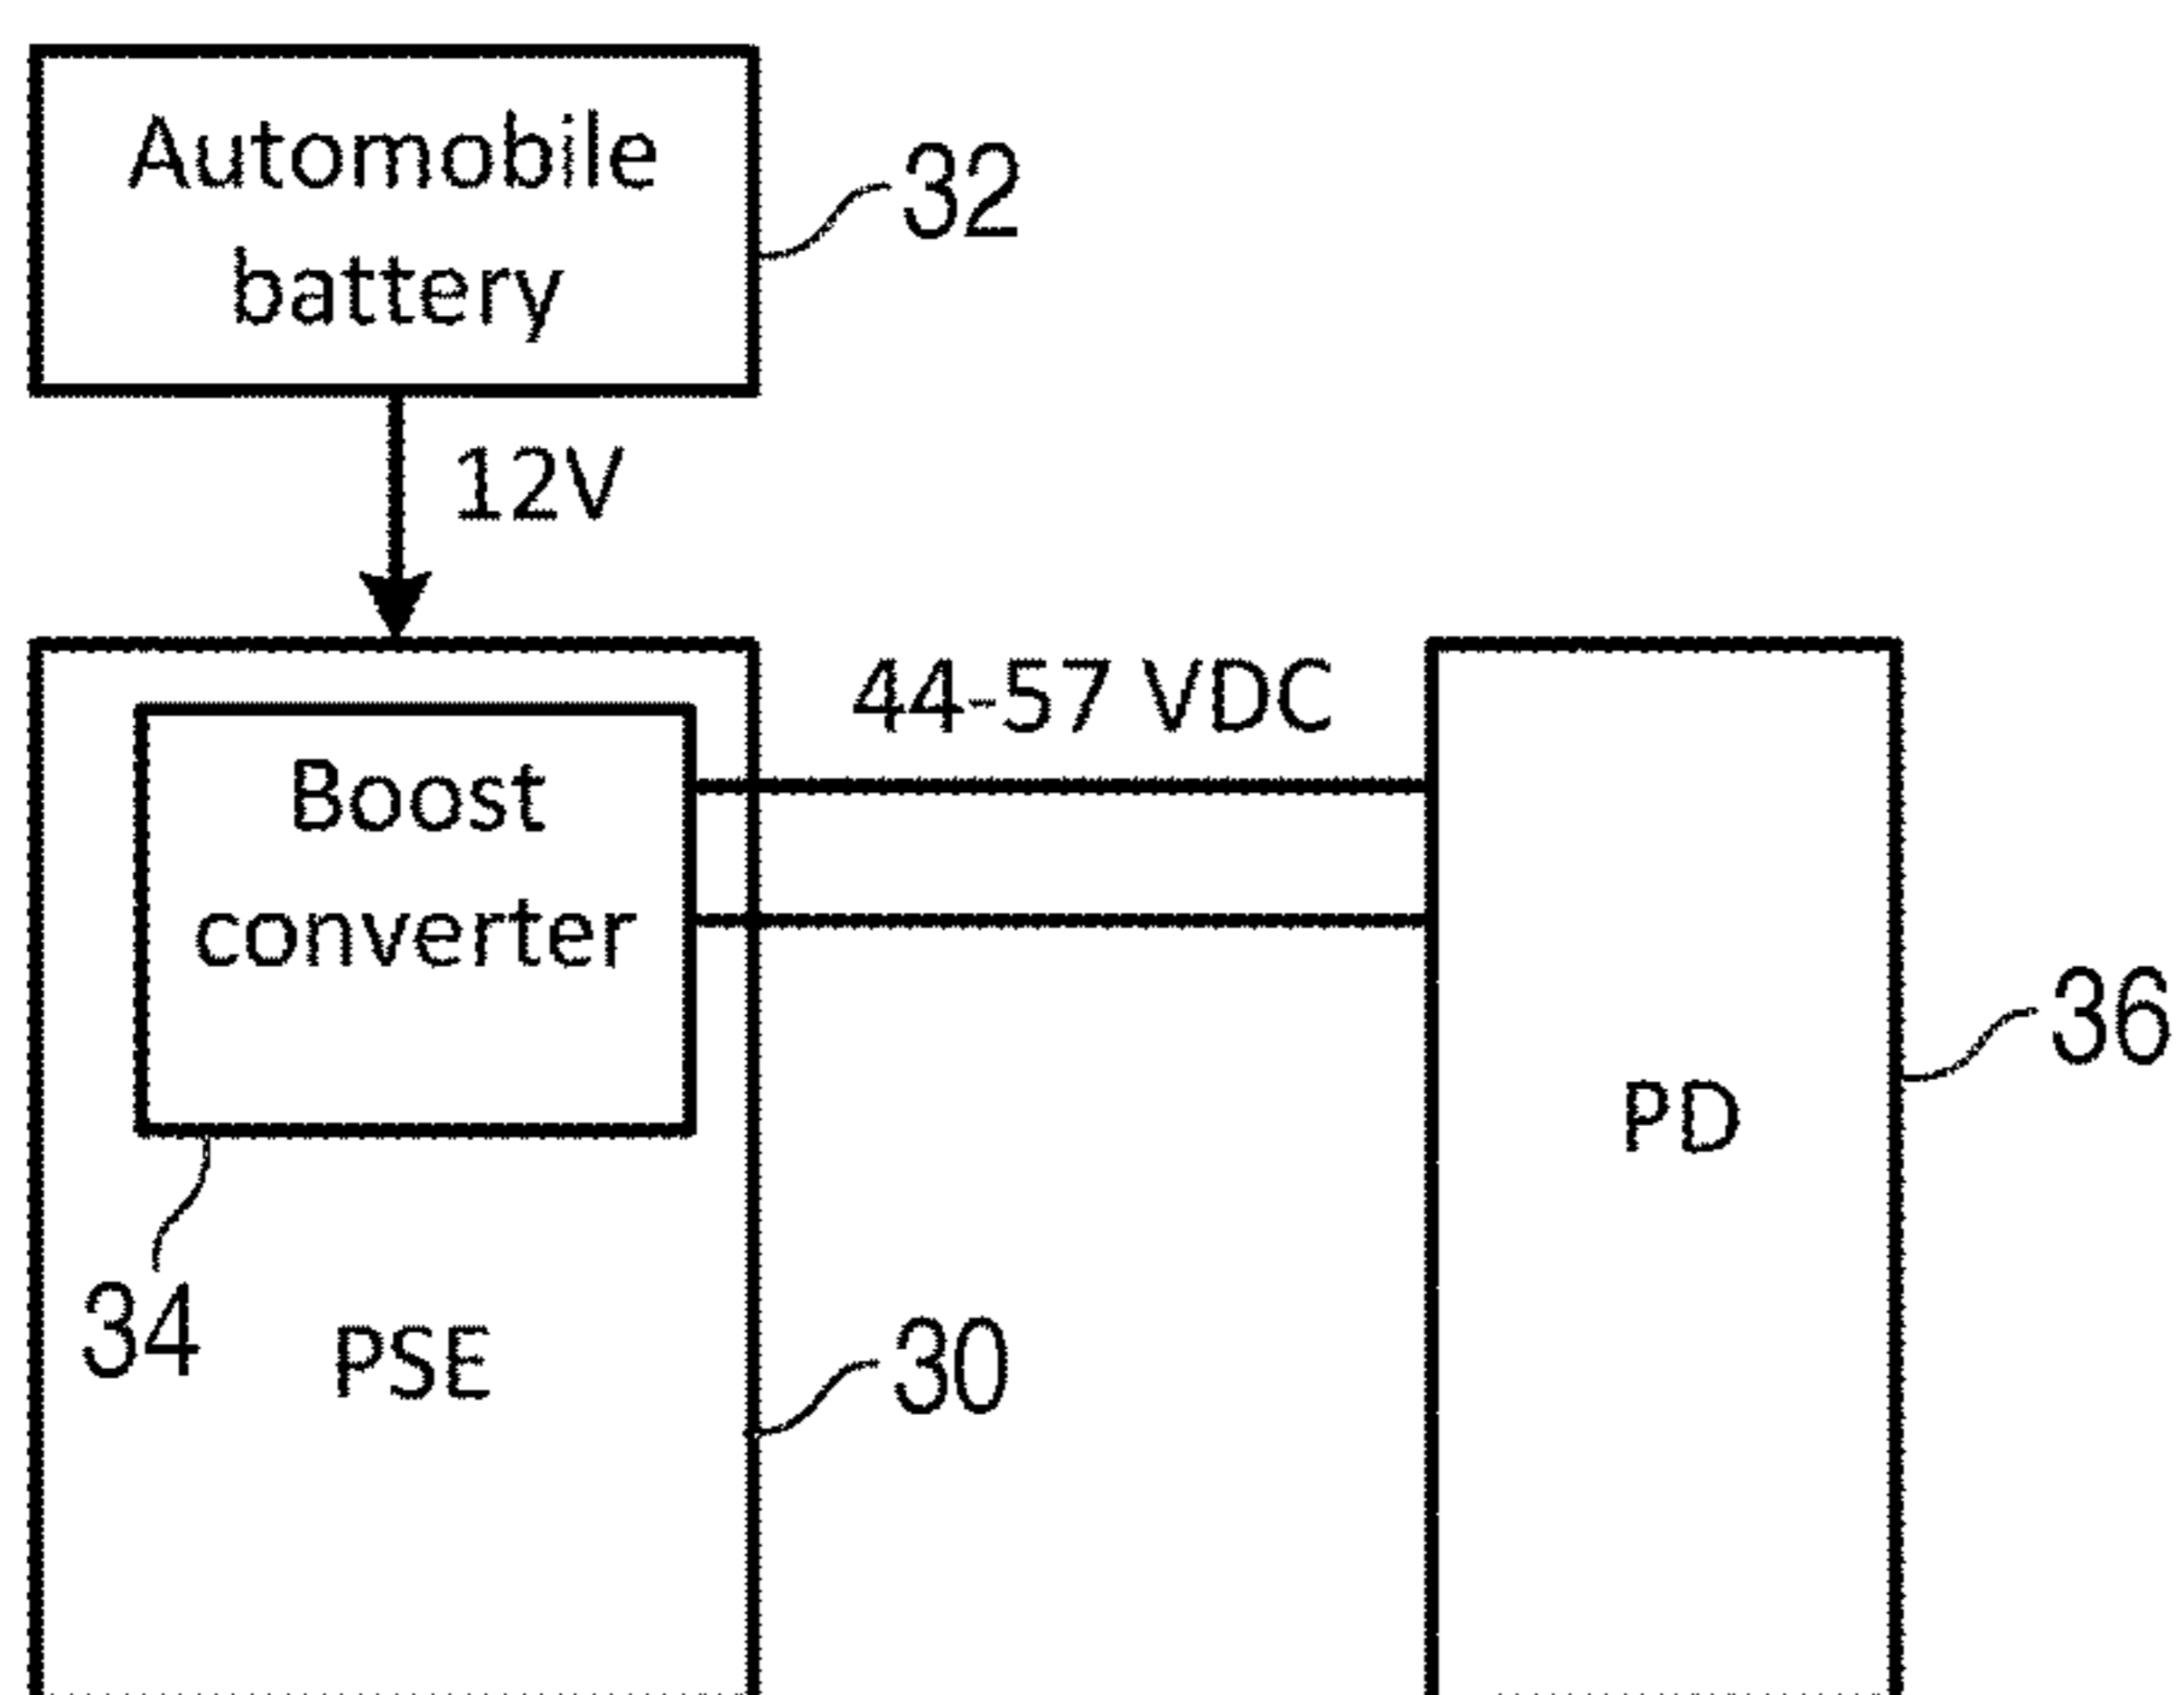 Automobile
battery
32
12V
44-57 VDC
Boost
converter
36
PD
34
PSE
30